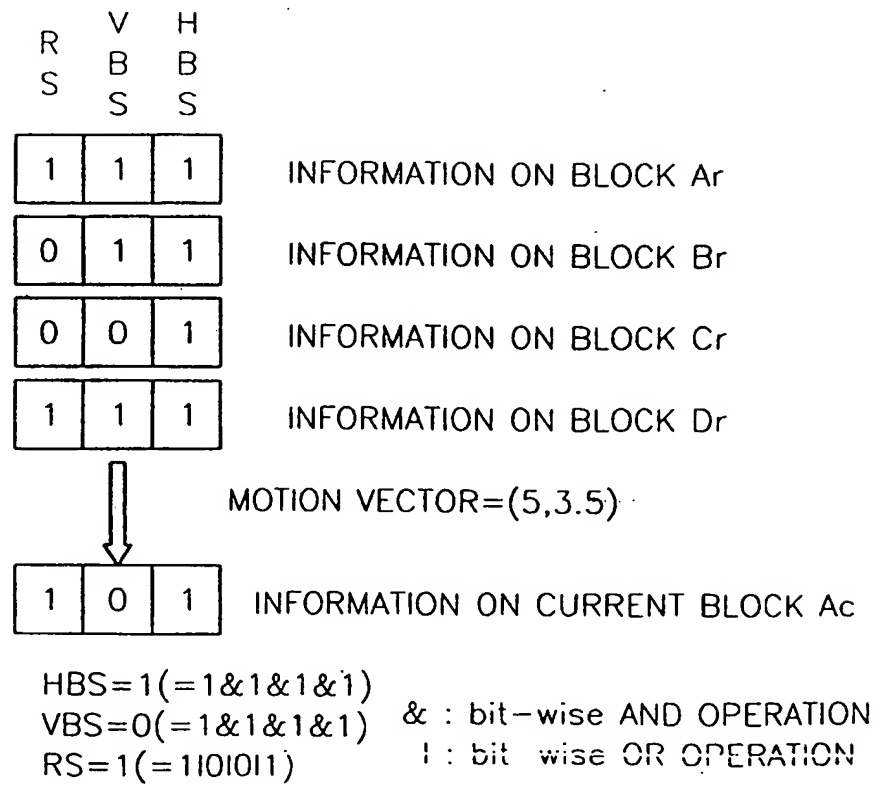 RS VBS HBS
1 1 1 INFORMATION ON BLOCK Ar
0 1 1 INFORMATION ON BLOCK Br
0 0 1 INFORMATION ON BLOCK Cr
1 1 1 INFORMATION ON BLOCK Dr
MOTION VECTOR=(5,3.5)
1 0 1 INFORMATION ON CURRENT BLOCK Ac
HBS=1(=1&1&1&1)
VBS=0(=1&1&1&1) & : bit-wise AND OPERATION
RS=1(=1|0|0|1) | : bit wise OR OPERATION